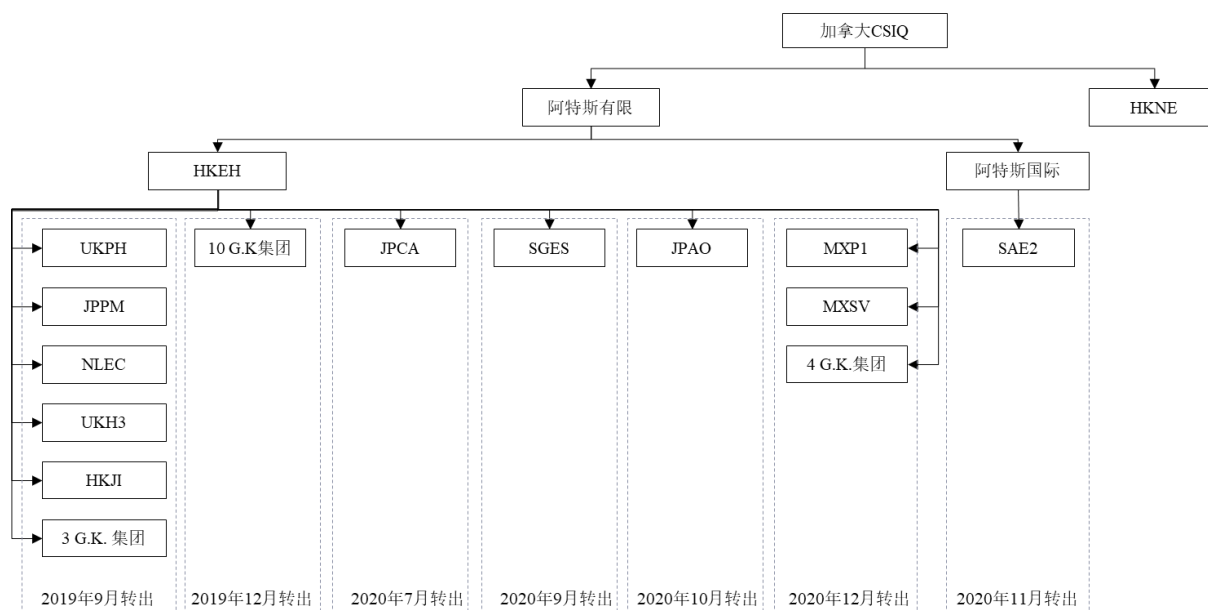 加拿大CSIQ
阿特斯有限
HKNE
HKEH
阿特斯国际
UKPH
10 G.K集团
JPCA
SGES
JPAO
MXP1
SAE2
JPPM
MXSV
NLEC
4 G.K.集团
UKH3
HKJI
3 G.K. 集团
2019年9月转出
2019年12月转出
2020年7月转出
2020年9月转出
2020年10月转出
2020年12月转出
2020年11月转出